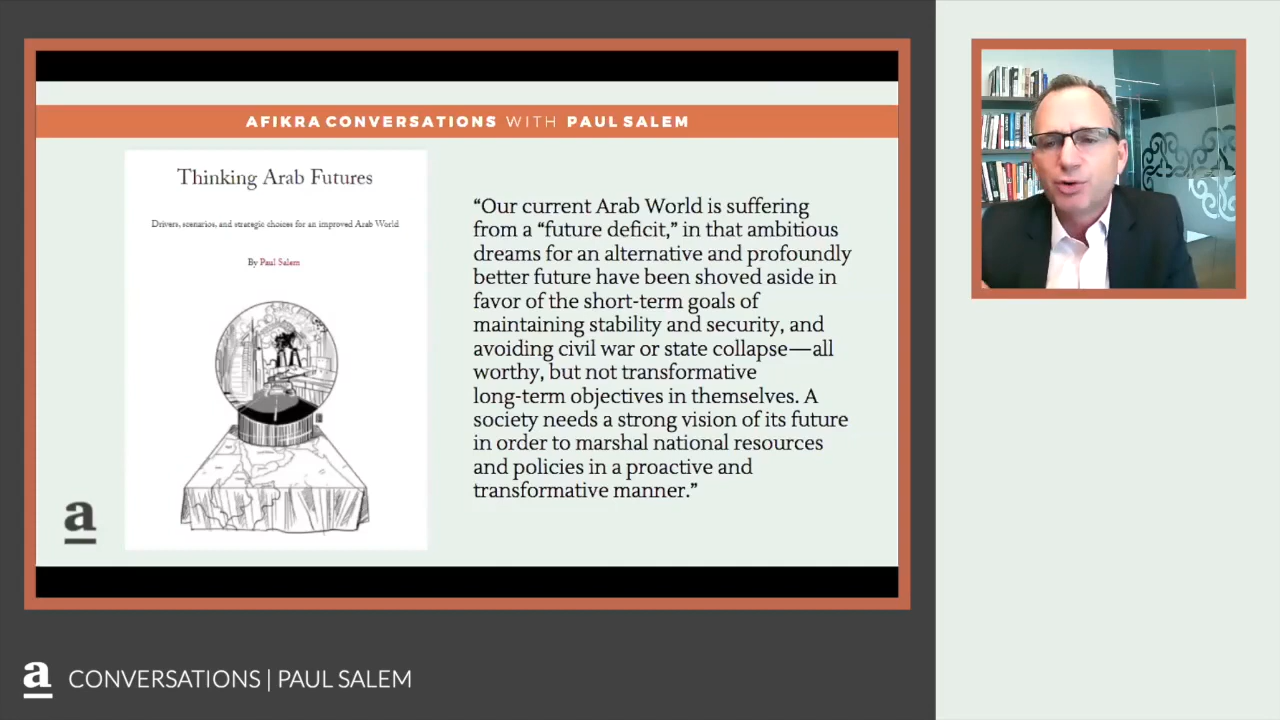 AFIKRA CONVERSATIONS WITH PAUL SALEM
Thinking Arab Futures
Drivers, scenarios, and strategic choices for an improved Arab World
By Paul Salem
“Our current Arab World is suffering
from a “future deficit,” in that ambitious
dreams for an alternative and profoundly
better future have been shoved aside in
favor of the short-term goals of
maintaining stability and security, and
avoiding civil war or state collapse—all
worthy, but not transformative
long-term objectives in themselves. A
society needs a strong vision of its future
in order to marshal national resources
and policies in a proactive and
transformative manner.”
a
a CONVERSATIONS | PAUL SALEM